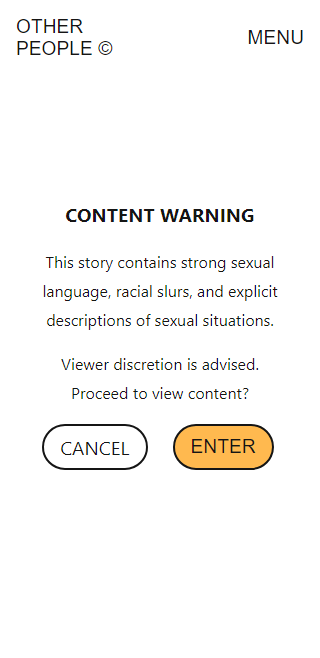 OTHER
PEOPLE ©
MENU
CONTENT WARNING
This story contains strong sexual
language, racial slurs, and explicit
descriptions of sexual situations.
Viewer discretion is advised.
Proceed to view content?
CANCEL
ENTER